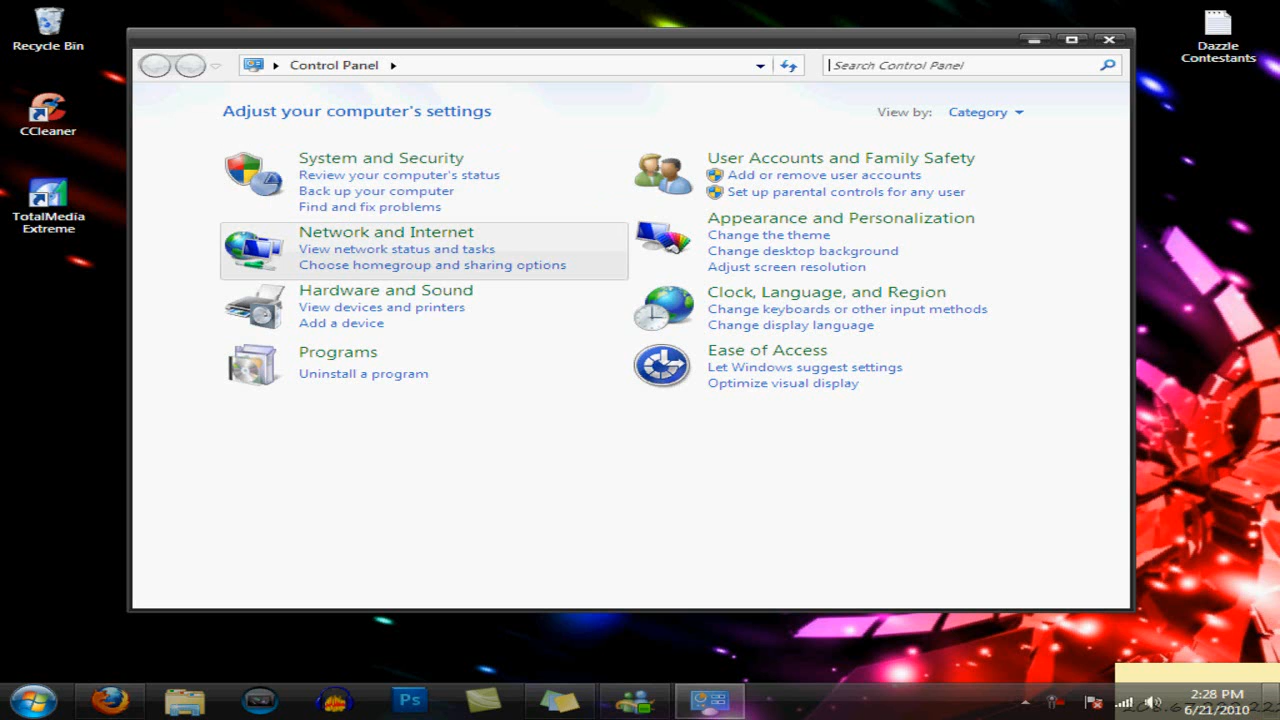 Recycle Bin
CCleaner
TotalMedia
Extreme
Dazzle
Contestants
Control Panel
Search Control Panel
Adjust your computer's settings
View by: Category
System and Security
Review your computer's status
Back up your computer
Find and fix problems
Network and Internet
View network status and tasks
Choose homegroup and sharing options
Hardware and Sound
View devices and printers
Add a device
Programs
Uninstall a program
User Accounts and Family Safety
Add or remove user accounts
Set up parental controls for any user
Appearance and Personalization
Change the theme
Change desktop background
Adjust screen resolution
Clock, Language, and Region
Change keyboards or other input methods
Change display language
Ease of Access
Let Windows suggest settings
Optimize visual display
Ps
2:28 PM
6/21/2010